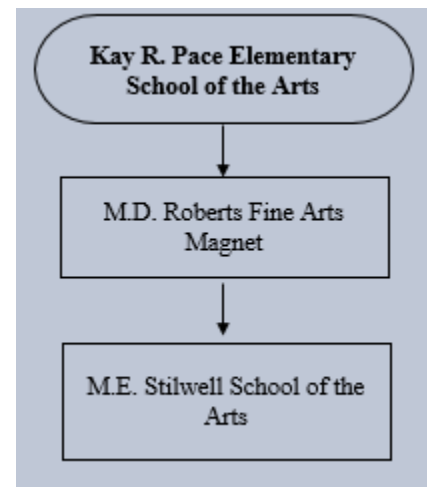 Kay R. Pace Elementary
School of the Arts
M.D. Roberts Fine Arts
Magnet
M.E. Stilwell School of the
Arts